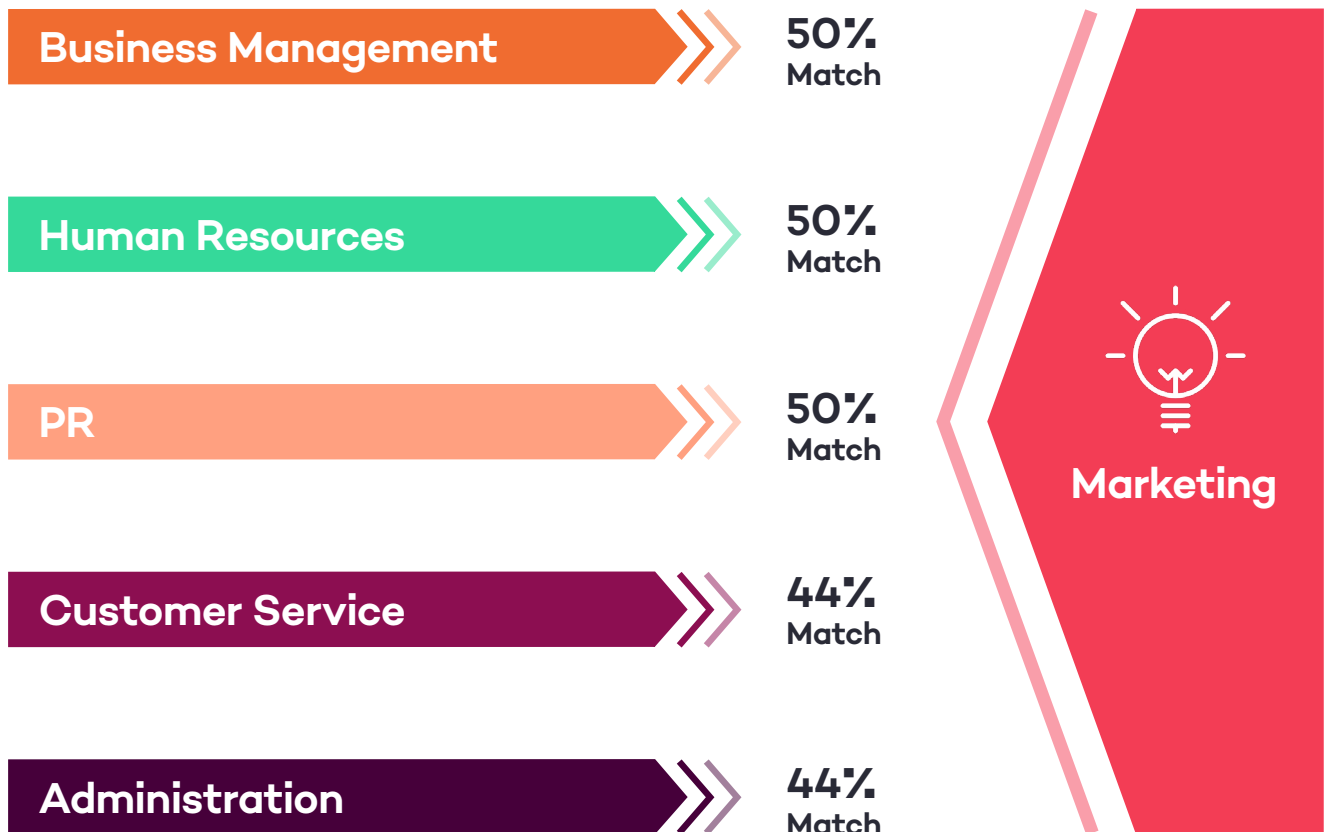 Business Management
50%
Match
Human Resources
50%
Match
PR
50%
Match
Marketing
Customer Service
44%
Match
Administration
44%
Match